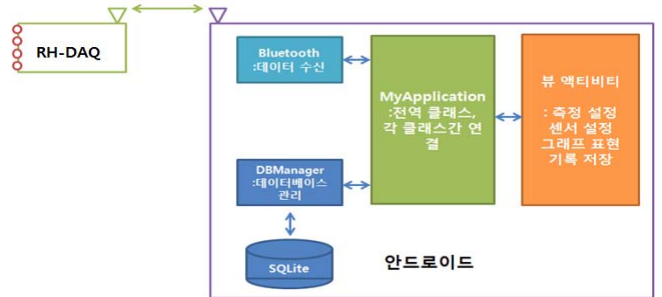 RH-DAQ
Bluetooth
:데이터 수신
MyApplication
:전역 클래스,
각 클래스간 연
결
뷰 액티비티
: 측정 설정
센서 설정
그래프 표현
기록 저장
DBManager
:데이터베이스
관리
SQLite
안드로이드